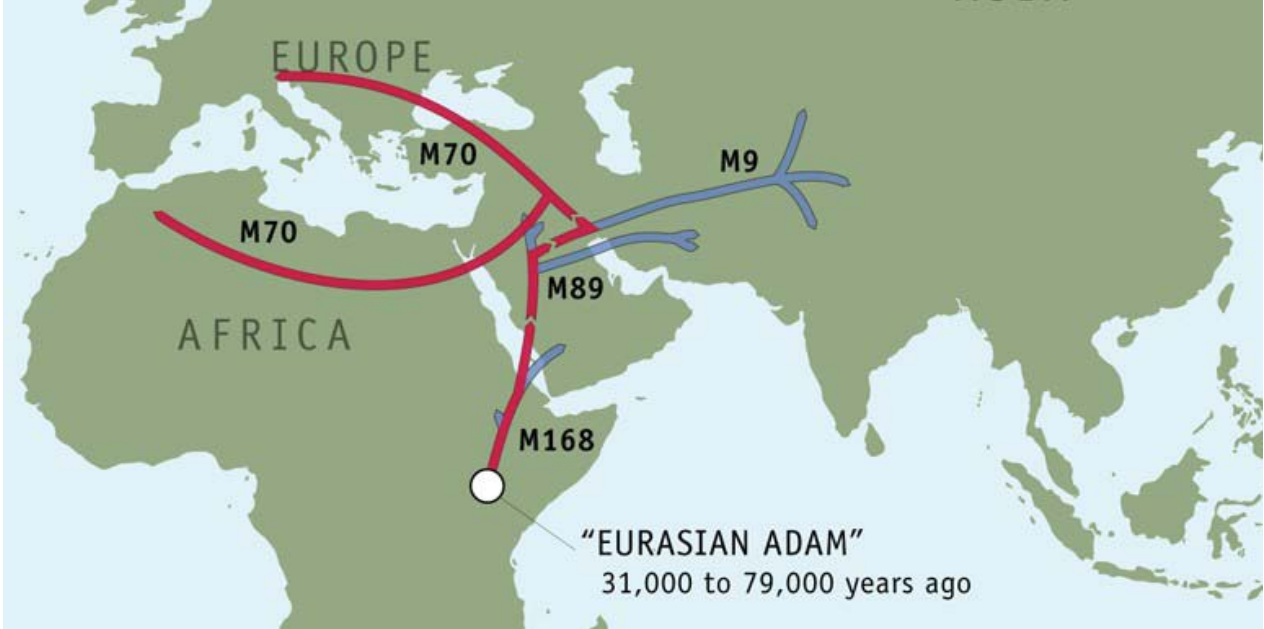 EUROPE
M70
M9
M70
M89
AFRICA
M168
“EURASIAN ADAM”
31,000 to 79,000 years ago